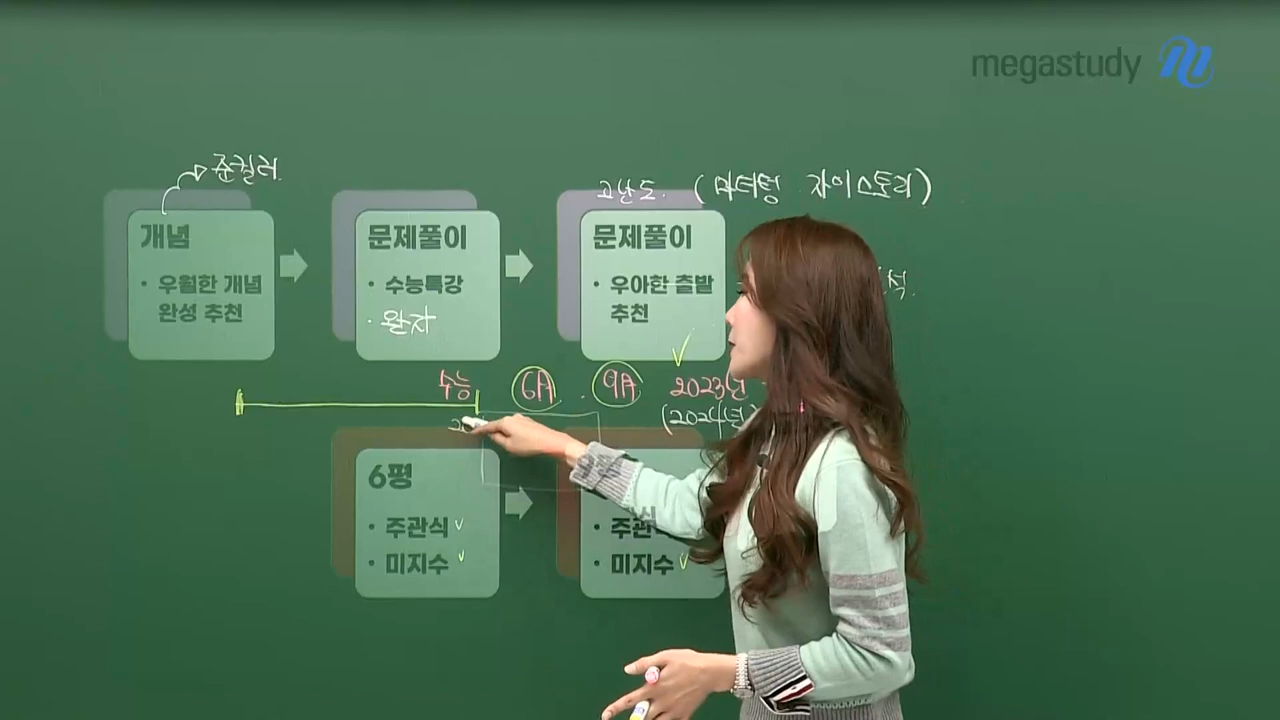 megastudy
준킬러.
고난도. (마더텅 자이스토리)
개념
• 우월한 개념
완성 추천
문제풀이
• 수능특강
· 완자
문제풀이
• 우아한 출발
추천
석.
수능 6A . 9A 2023년
(2024년
6평
• 주관식 v
• 미지수 v
• 미지수 v